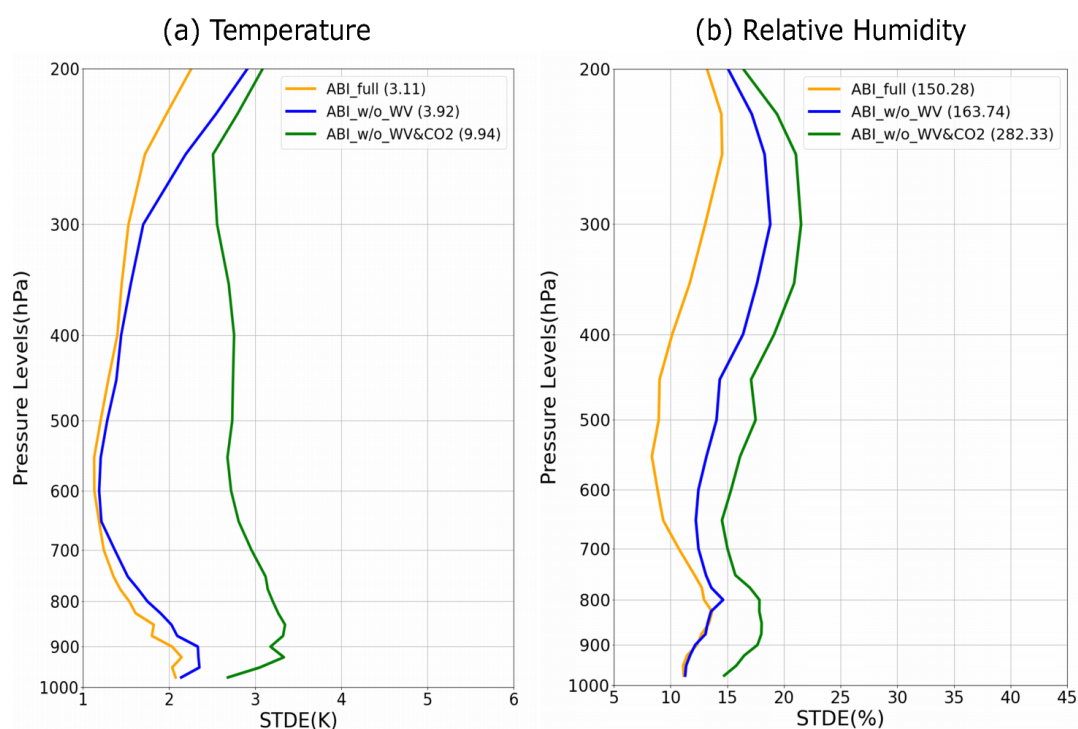 (a) Temperature
(b) Relative Humidity
200
300
400
500
600
700
800
900
1000
Pressure Levels(hPa)
ABI_full (3.11)
ABI_w/o_WV (3.92)
ABI_w/o_WV&CO2 (9.94)
1 2 3 4 5 6
STDE(K)
200
300
400
500
600
700
800
900
1000
Pressure Levels(hPa)
ABI_full (150.28)
ABI_w/o_WV (163.74)
ABI_w/o_WV&CO2 (282.33)
5 10 15 20 25 30 35 40 45
STDE(%)